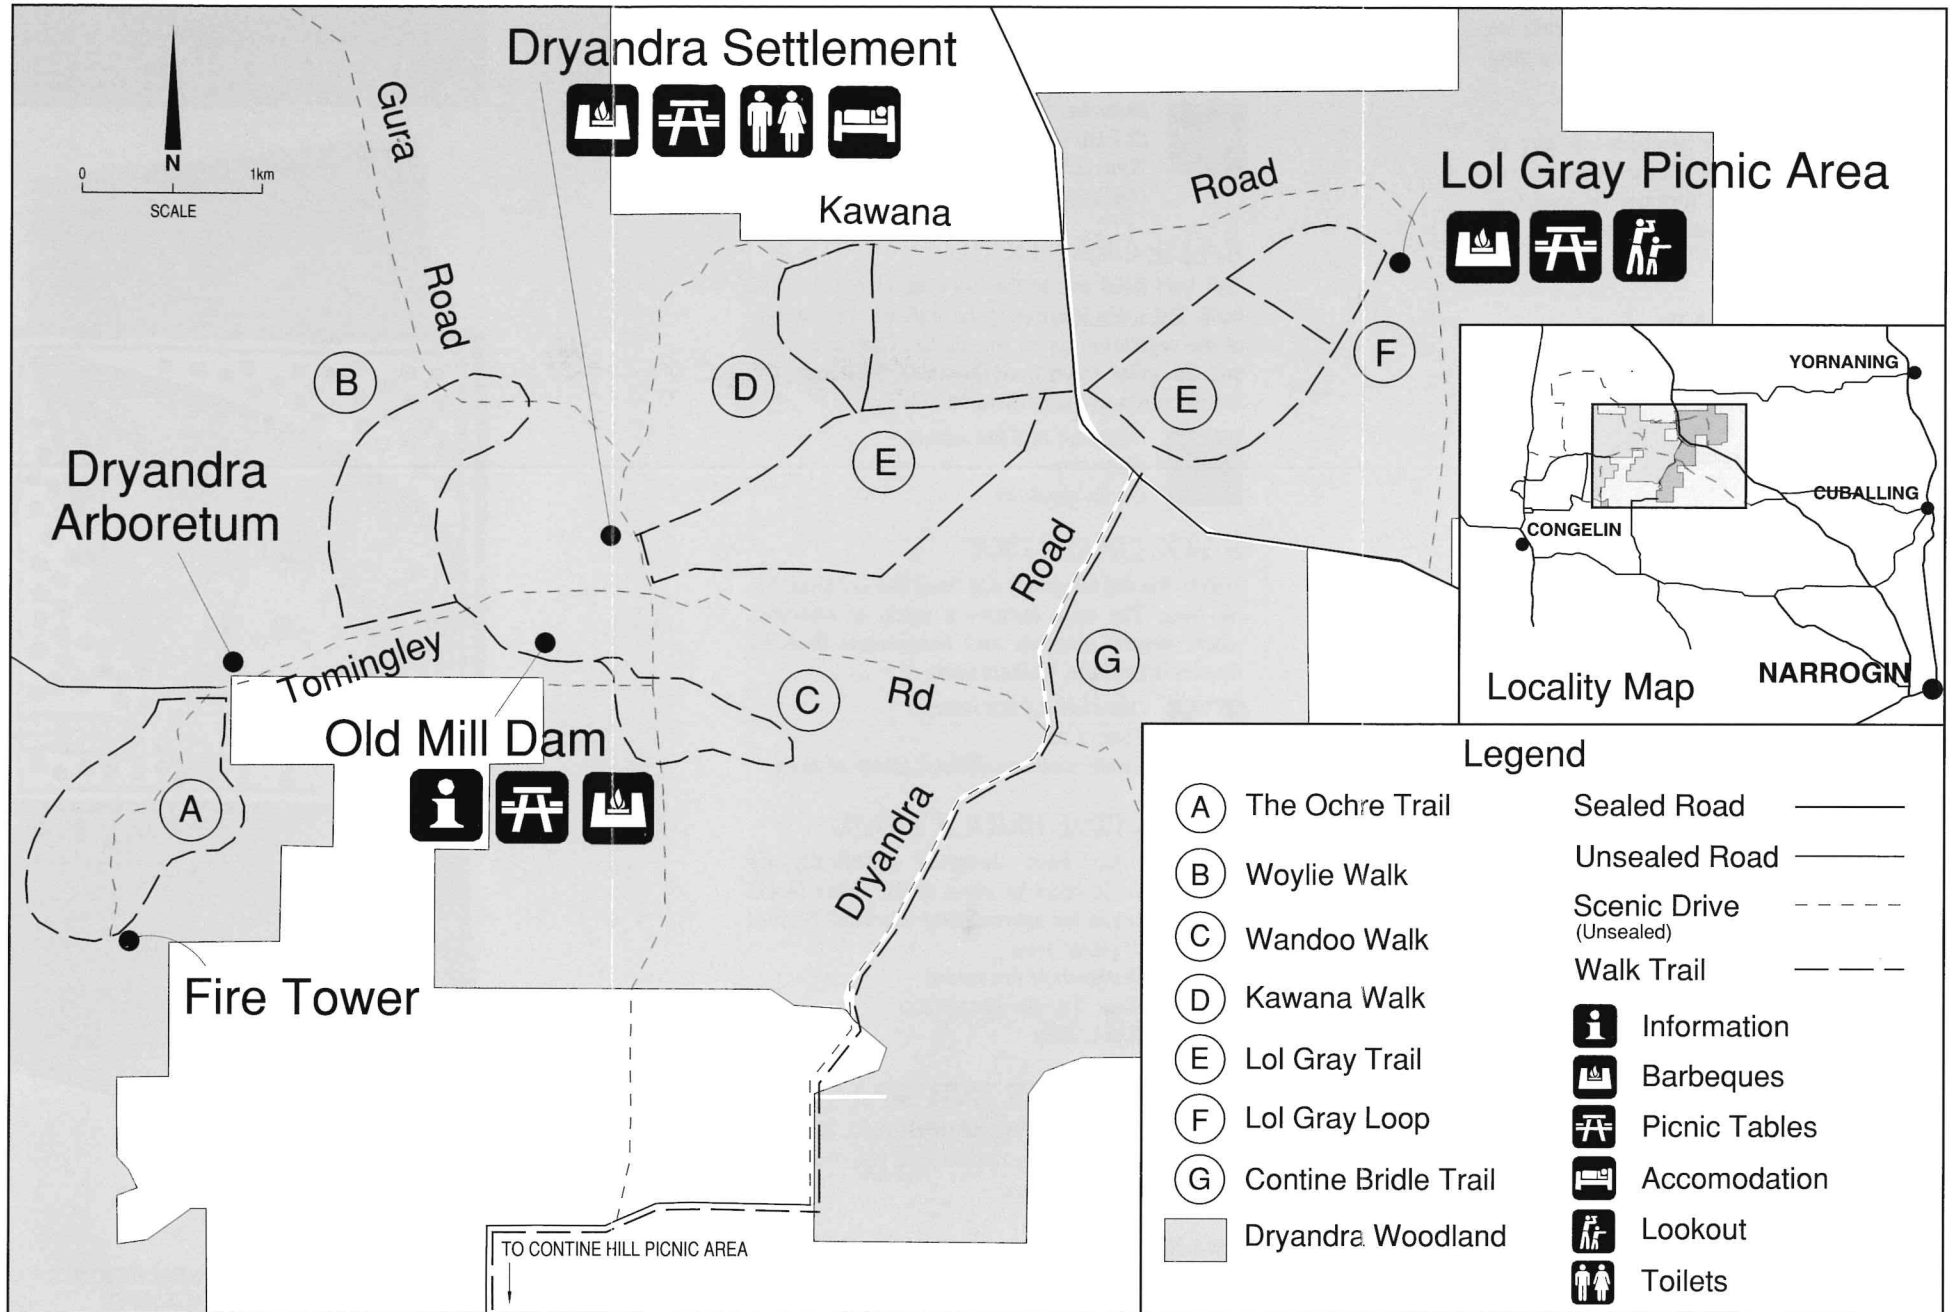 Dryandra Settlement
Gura
Road
N
0 1km
SCALE
Kawana
Road
Lol Gray Picnic Area
B
D
E
E
F
Dryandra
Arboretum
Tomingley
Rd
Road
G
C
Old Mill Dam
A
Dryandra
Fire Tower
TO CONTINE HILL PICNIC AREA
YORNANING
CUBALLING
CONGELIN
NARROGIN
Locality Map
Legend
A The Ochre Trail
B Woylie Walk
C Wandoo Walk
D Kawana Walk
E Lol Gray Trail
F Lol Gray Loop
G Contine Bridle Trail
Dryandra Woodland
Sealed Road
Unsealed Road
Scenic Drive
(Unsealed)
Walk Trail
Information
Barbeques
Picnic Tables
Accomodation
Lookout
Toilets